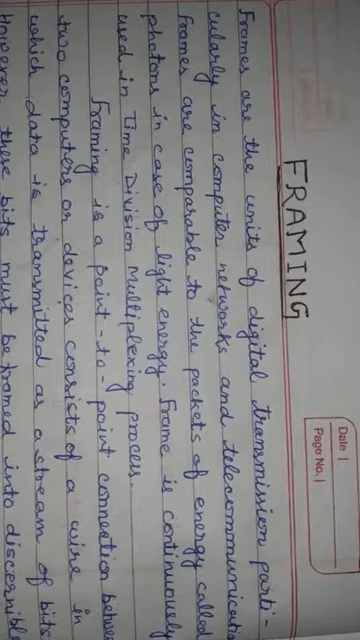 Date |
Page No. |
FRAMING
Frames are the units of digital transmission parti-
cularly in computer networks and telecommunicati
Frames are comparable to the packets of energy called
photons in case of light energy. Frame is continuously
used in Time Division Multiplexing process.
Framing is a point-to-point connection betwee
two computers or devices consists of a wire in
which data is transmitted as a stream of bits
However, these bits must be framed into discernible